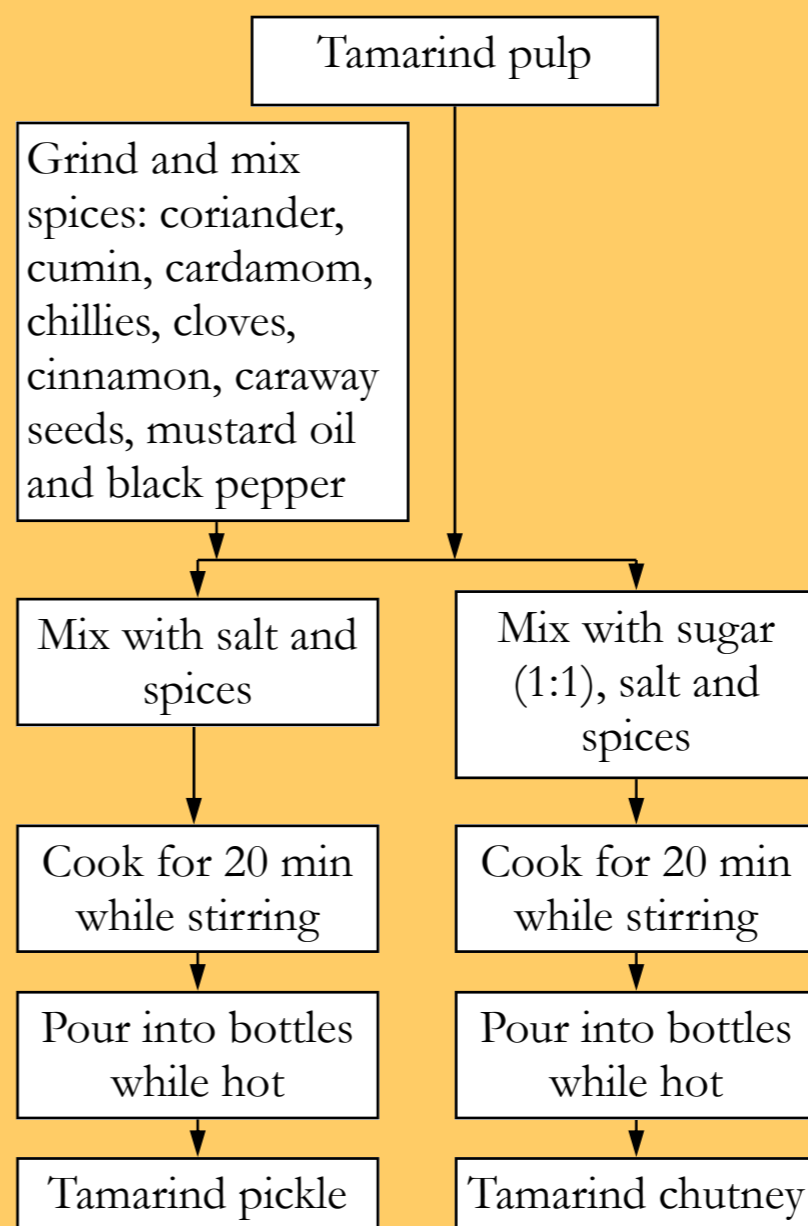 Tamarind pulp
Grind and mix
spices: coriander,
cumin, cardamom,
chillies, cloves,
cinnamon, caraway
seeds, mustard oil
and black pepper
Mix with salt and
spices
Mix with sugar
(1:1), salt and
spices
Cook for 20 min
while stirring
Cook for 20 min
while stirring
Pour into bottles
while hot
Pour into bottles
while hot
Tamarind pickle
Tamarind chutney